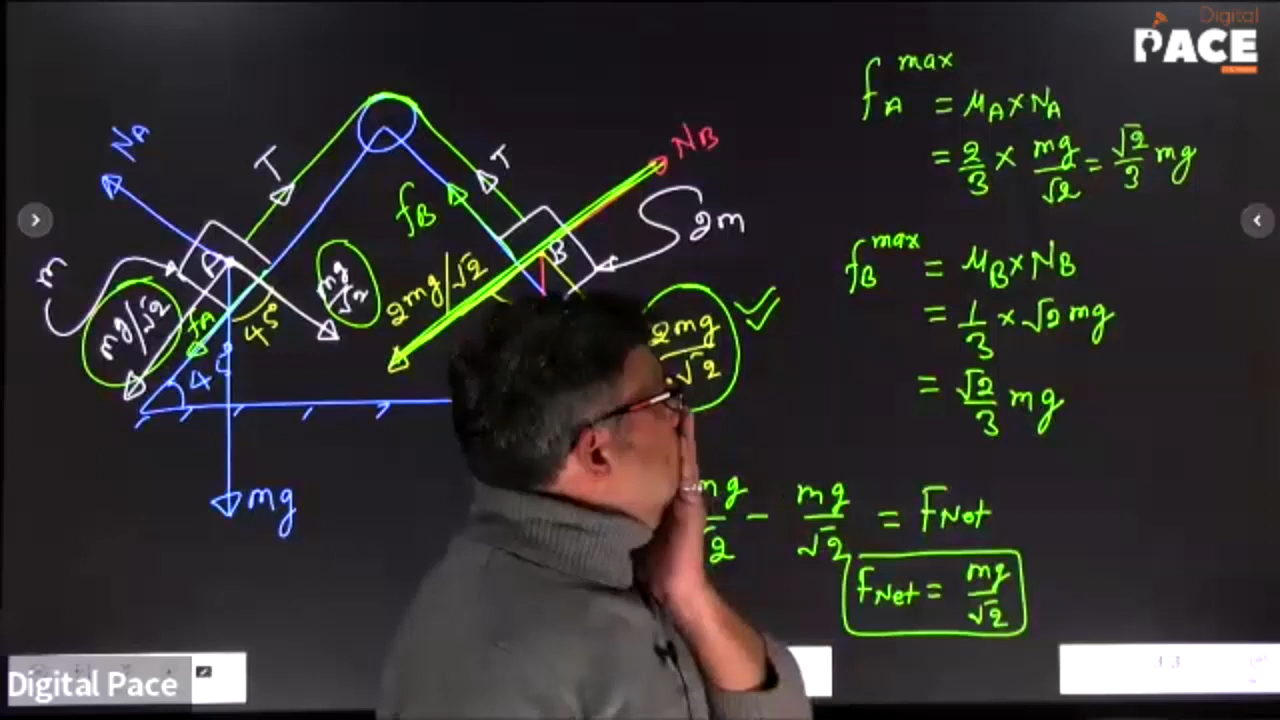 Digital
PACE
N_A
T
T
N_B
f_B
2m
m
A
B
mg/√2
f_A
45
45
mg/√2
2mg/√2
2mg/√2
mg
f_A^max = μ_A × N_A
= 2/3 × mg/√2 = √2/3 mg
f_B^max = μ_B × N_B
= 1/3 × √2 mg
= √2/3 mg
mg/√2 − mg/√2 = F_Net
F_Net = mg/√2
Digital Pace